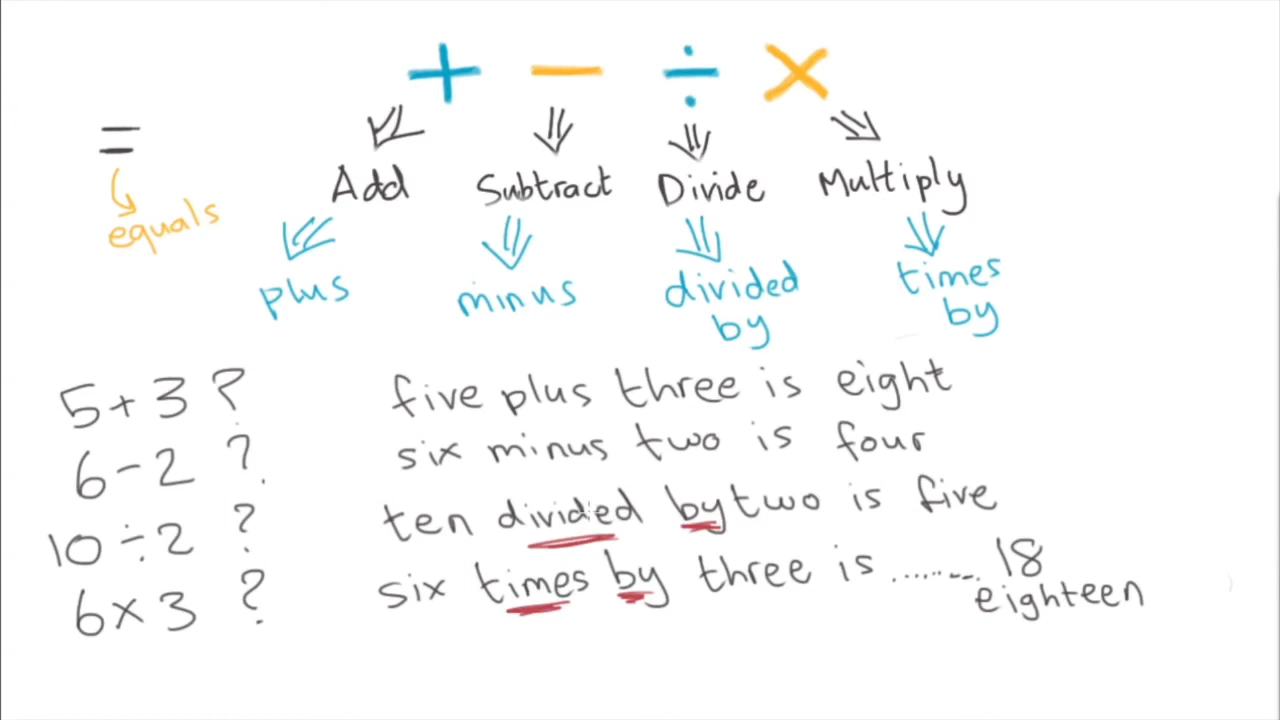 + − ÷ ×
=
Add Subtract Divide Multiply
equals
plus minus divided by times by
5+3 ? five plus three is eight
6-2 ? six minus two is four
10÷2 ? ten divided by two is five
6×3 ? six times by three is ......... 18
eighteen